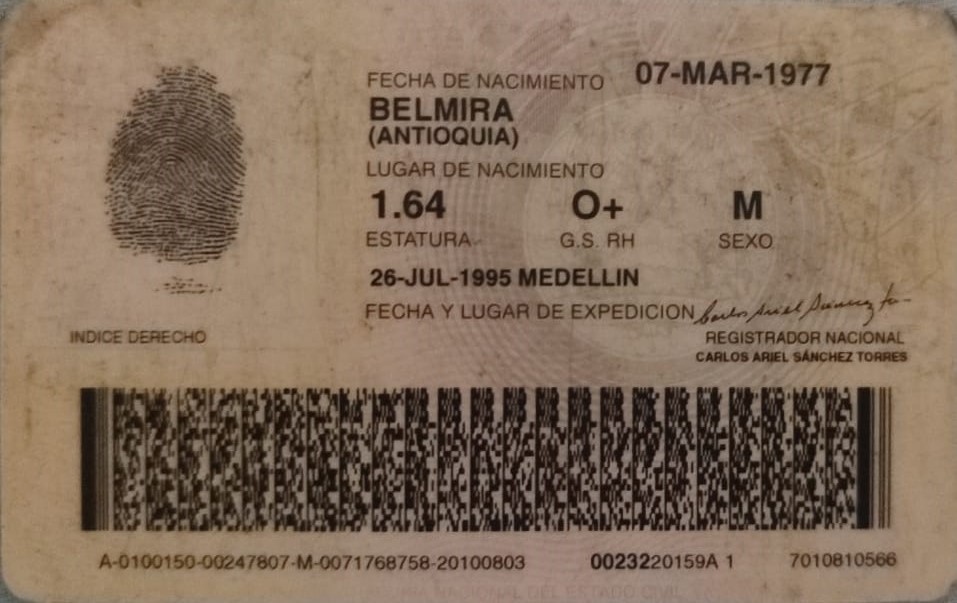 FECHA DE NACIMIENTO 07-MAR-1977
BELMIRA
(ANTIOQUIA)
LUGAR DE NACIMIENTO
1.64 O+ M
ESTATURA G.S. RH SEXO
26-JUL-1995 MEDELLIN
FECHA Y LUGAR DE EXPEDICION
INDICE DERECHO
REGISTRADOR NACIONAL
CARLOS ARIEL SÁNCHEZ TORRES
A-0100150-00247807-M-0071768758-20100803 0023220159A 1 7010810566